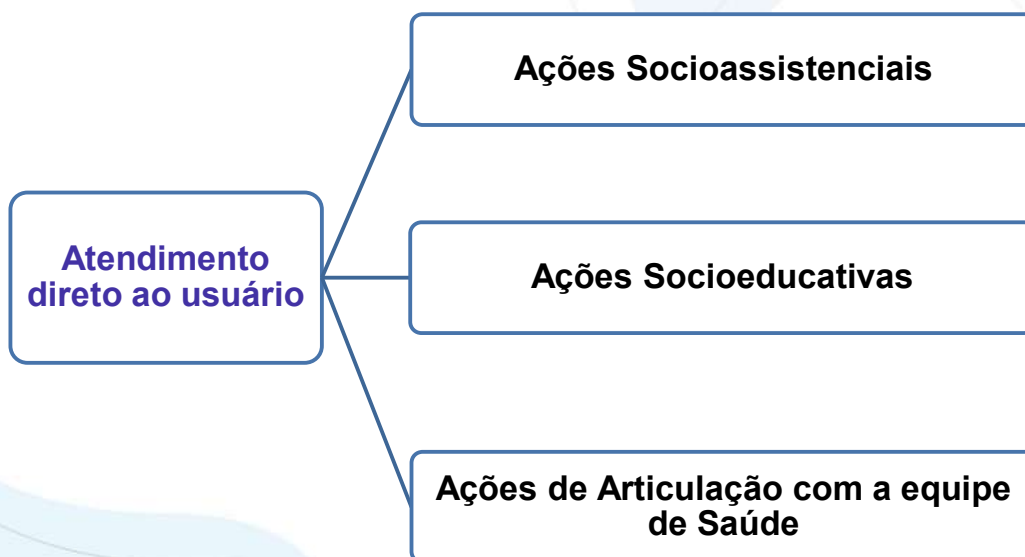 Ações Socioassistenciais
Atendimento
direto ao usuário
Ações Socioeducativas
Ações de Articulação com a equipe
de Saúde